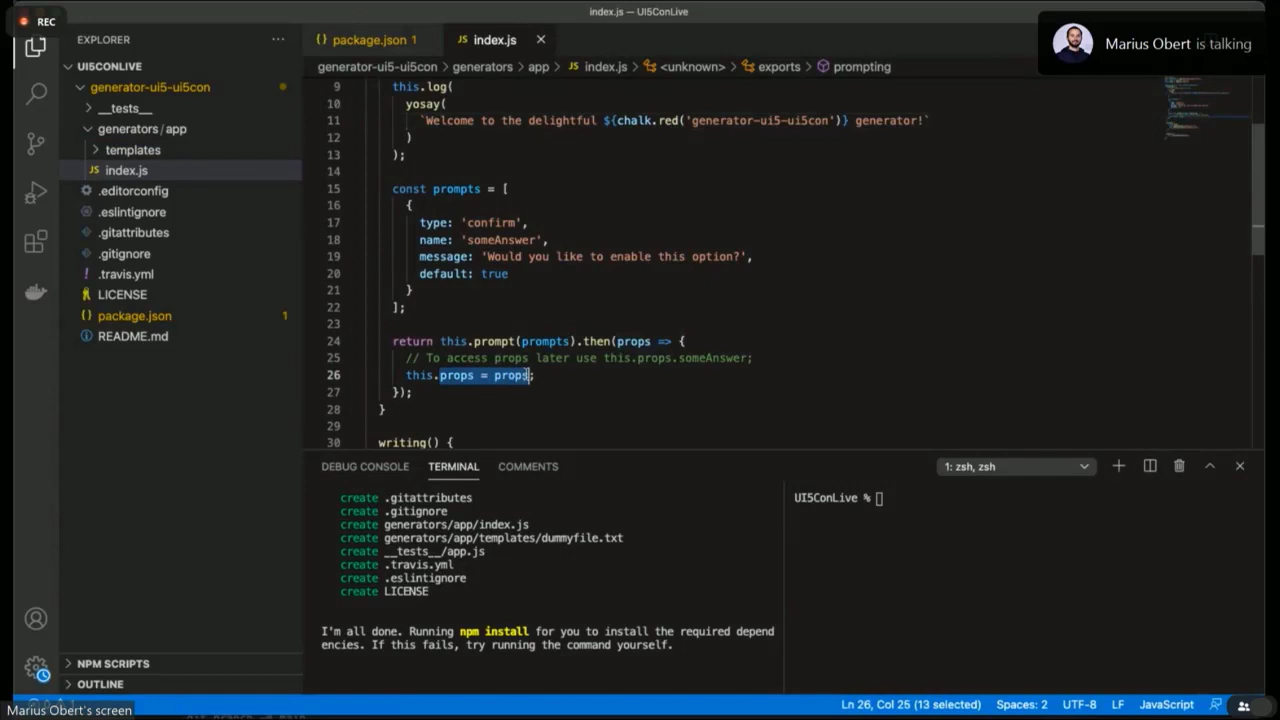 REC
index.js — UI5ConLive
Marius Obert is talking
EXPLORER
UI5CONLIVE
generator-ui5-ui5con
__tests__
generators / app
templates
JS index.js
.editorconfig
.eslintignore
.gitattributes
.gitignore
! .travis.yml
LICENSE
{} package.json 1
README.md
NPM SCRIPTS
OUTLINE
{} package.json 1
JS index.js
generator-ui5-ui5con > generators > app > JS index.js > <unknown> > exports > prompting
9 this.log(
10 yosay(
11 `Welcome to the delightful ${chalk.red('generator-ui5-ui5con')} generator!`
12 )
13 );
14
15 const prompts = [
16 {
17 type: 'confirm',
18 name: 'someAnswer',
19 message: 'Would you like to enable this option?',
20 default: true
21 }
22 ];
23
24 return this.prompt(prompts).then(props => {
25 // To access props later use this.props.someAnswer;
26 this.props = props;
27 });
28 }
29
30 writing() {
DEBUG CONSOLE
TERMINAL
COMMENTS
1: zsh, zsh
create .gitattributes
create .gitignore
create generators/app/index.js
create generators/app/templates/dummyfile.txt
create __tests__/app.js
create .travis.yml
create .eslintignore
create LICENSE
I'm all done. Running npm install for you to install the required depend
encies. If this fails, try running the command yourself.
UI5ConLive %
Ln 26, Col 25 (13 selected)
Spaces: 2
UTF-8
LF
JavaScript
Marius Obert's screen